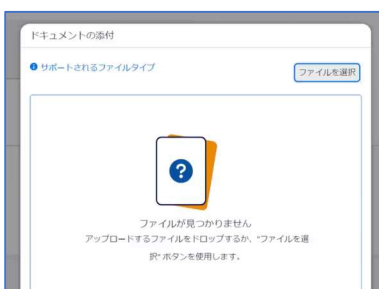 ドキュメントの添付
サポートされるファイルタイプ
ファイルを選択
ファイルが見つかりません
アップロードするファイルをドロップするか、"ファイルを選
択" ボタンを使用します。